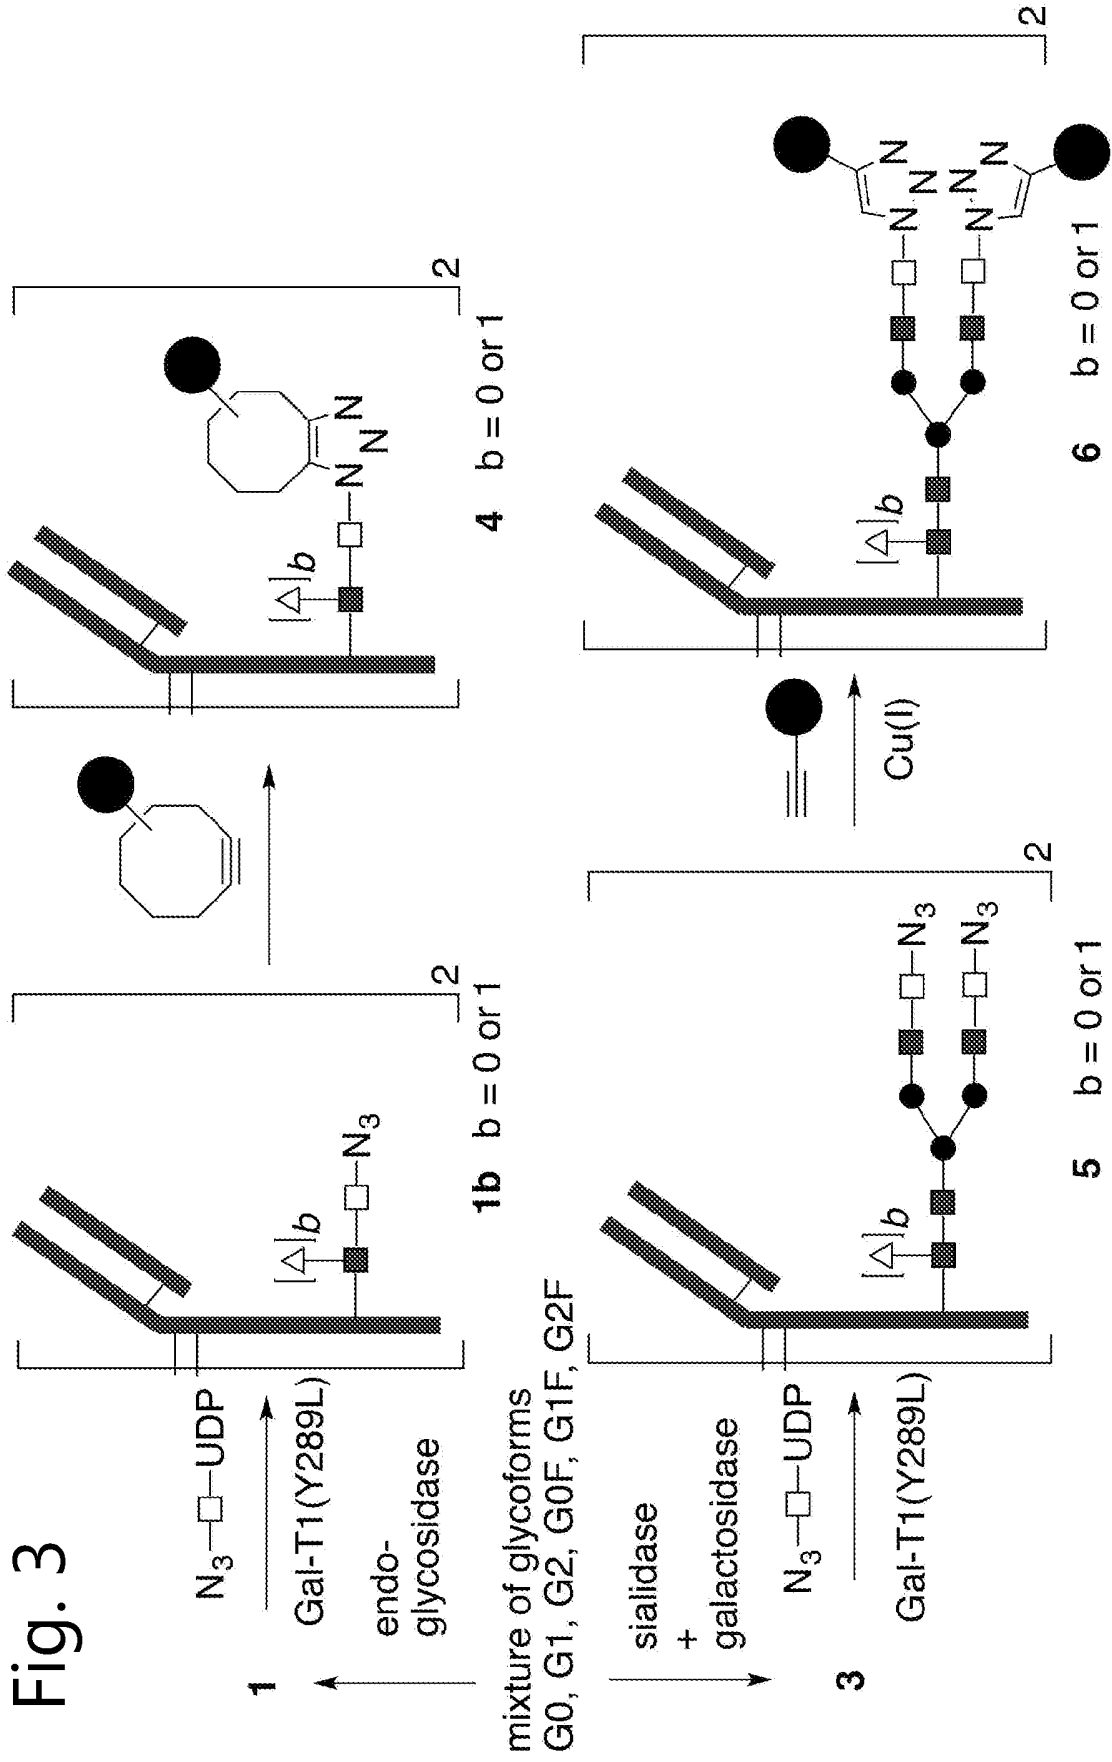 Fig. 3
1
N3
UDP
Gal-T1(Y289L)
endo-
glycosidase
N3
2
1b b = 0 or 1
b
N
N
N
2
4 b = 0 or 1
b
mixture of glycoforms
G0, G1, G2, G0F, G1F, G2F
sialidase
+
galactosidase
3
N3
UDP
Gal-T1(Y289L)
b
N3
N3
2
5 b = 0 or 1
Cu(I)
b
N
N
N
N
N
N
2
6 b = 0 or 1